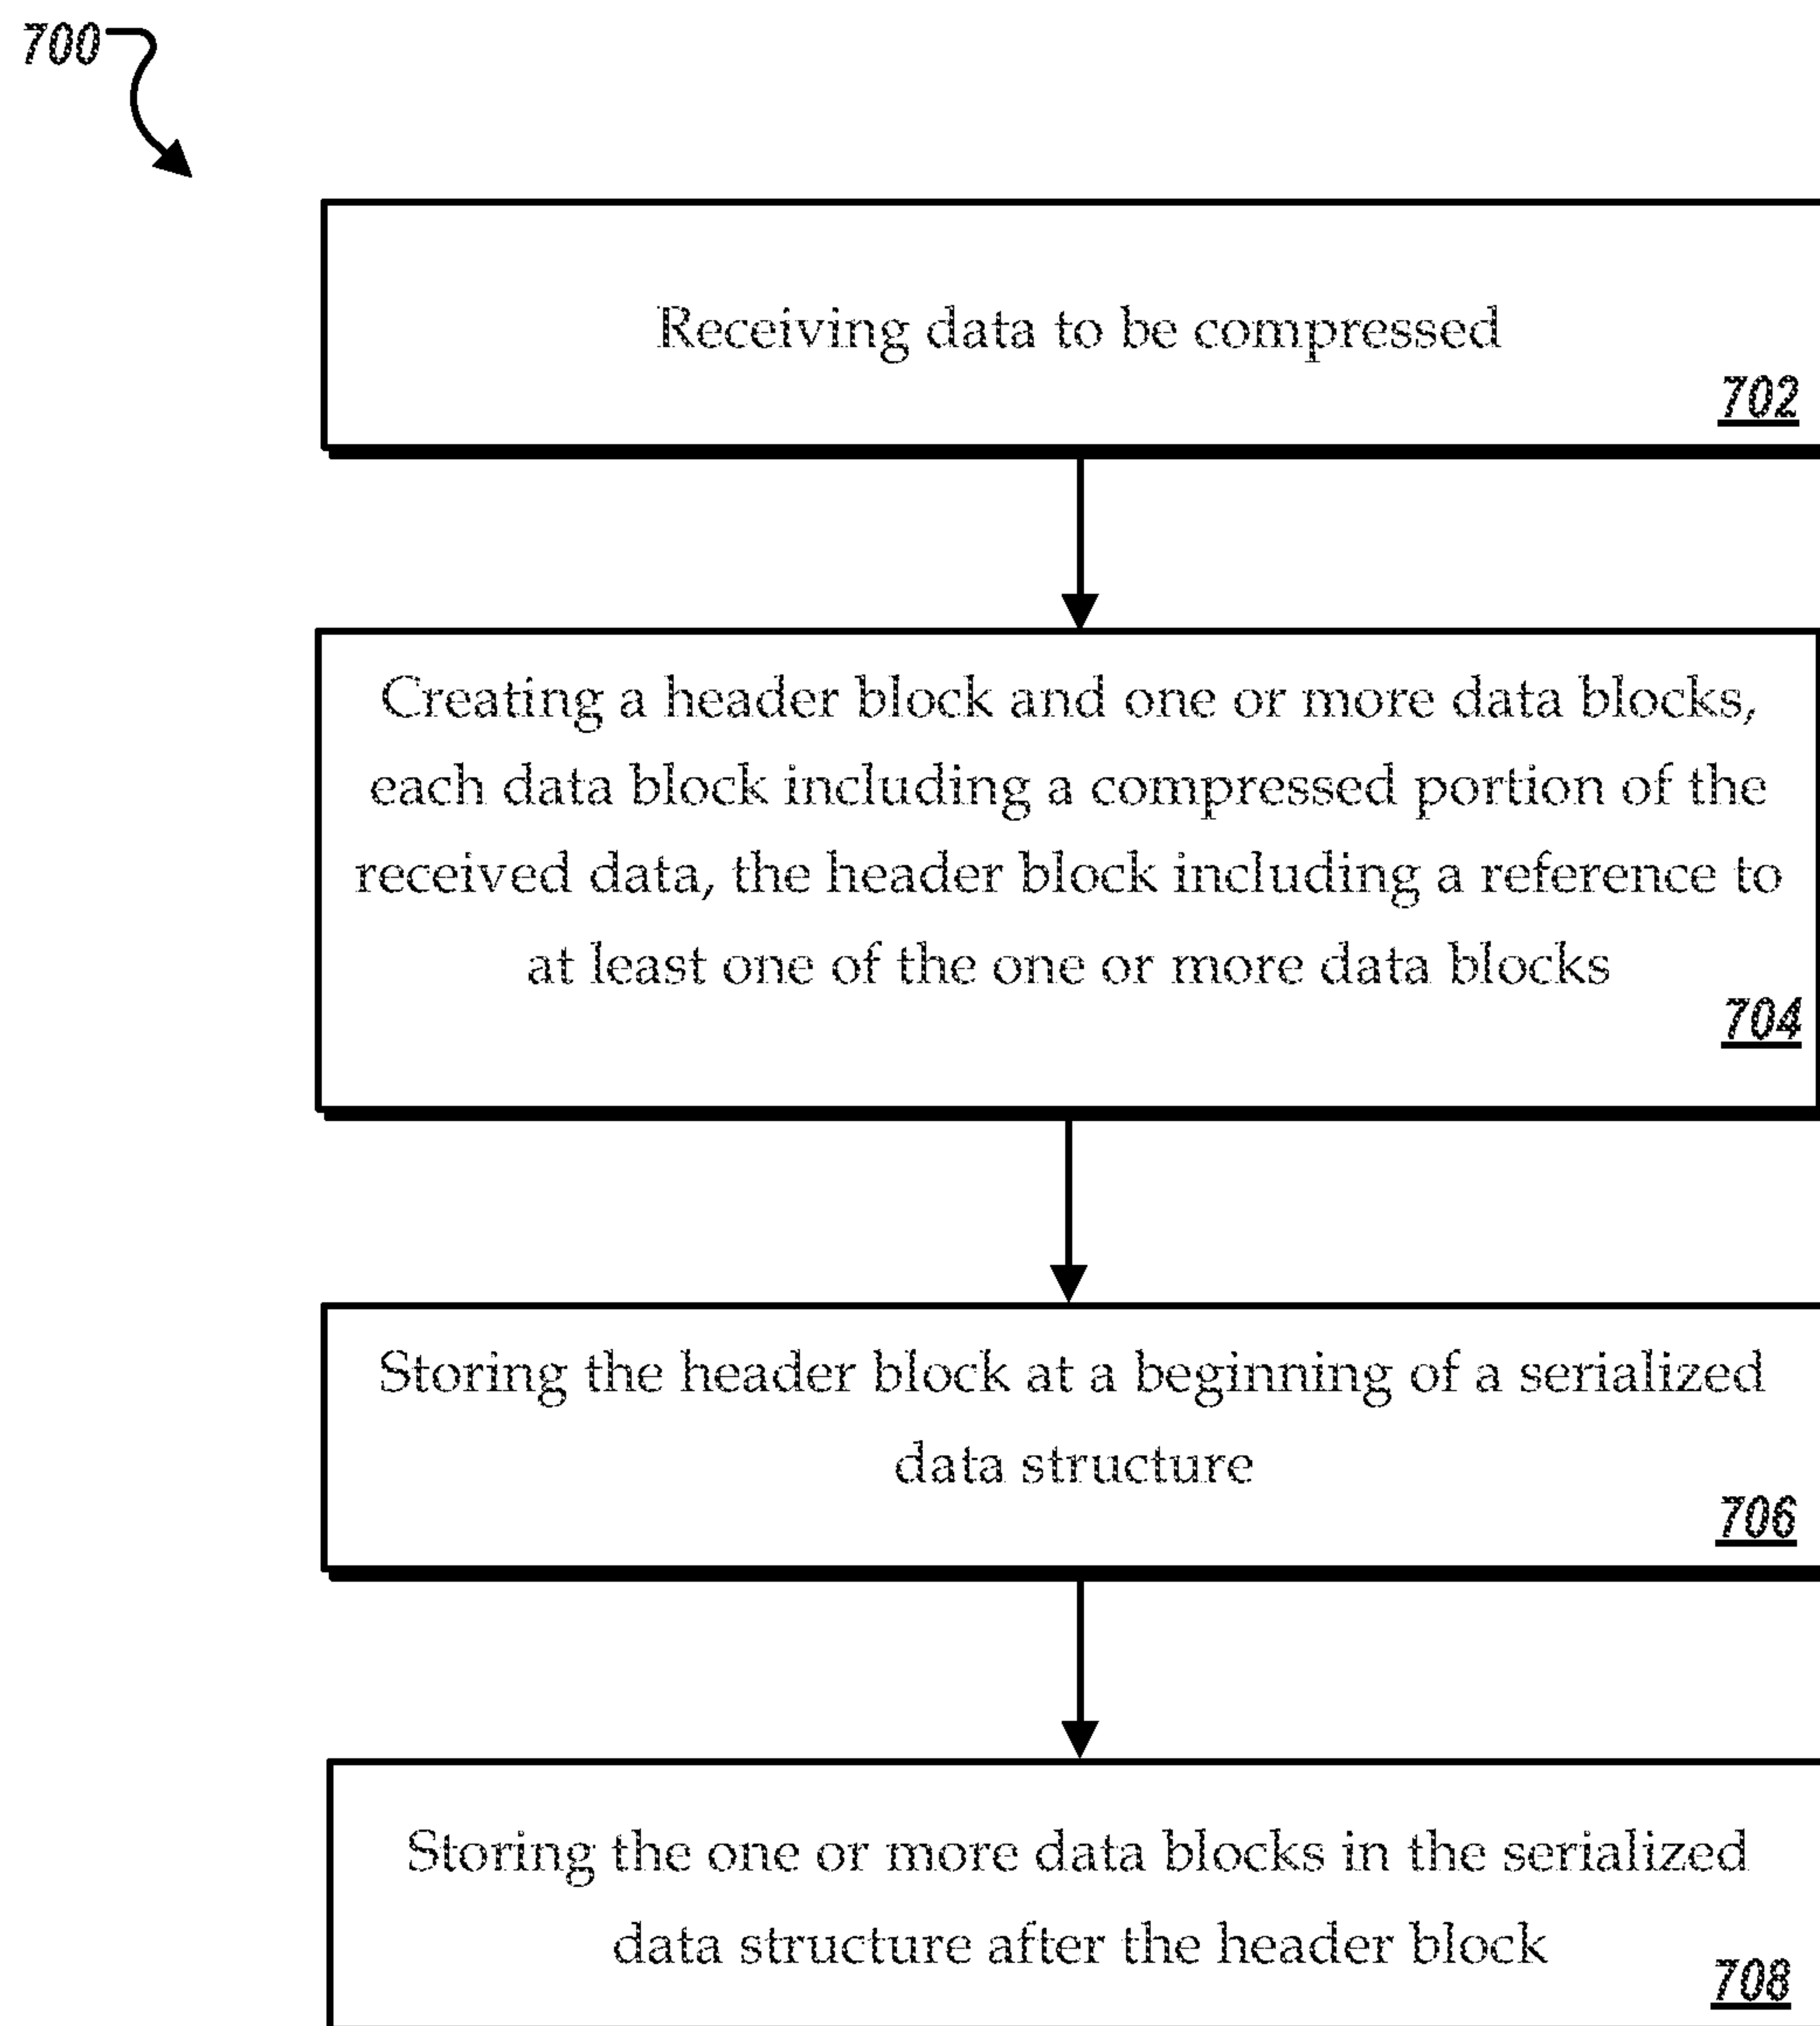 700
Receiving data to be compressed
702
Creating a header block and one or more data blocks,
each data block including a compressed portion of the
received data, the header block including a reference to
at least one of the one or more data blocks
704
Storing the header block at a beginning of a serialized
data structure
706
Storing the one or more data blocks in the serialized
data structure after the header block
708